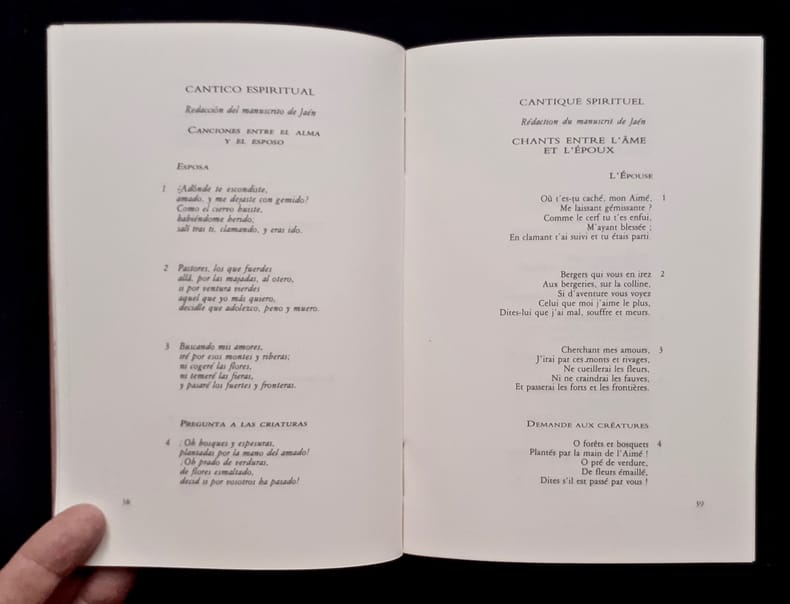 CANTICO ESPIRITUAL
Redacción del manuscrito de Jaén
CANCIONES ENTRE EL ALMA
Y EL ESPOSO
ESPOSA
1 ¿Adónde te escondiste,
amado, y me dejaste con gemido?
Como el ciervo huiste,
habiéndome herido;
salí tras ti, clamando, y eras ido.
2 Pastores, los que fuerdes
allá, por las majadas, al otero,
si por ventura vierdes
aquel que yo más quiero,
decidle que adolezco, peno y muero.
3 Buscando mis amores,
iré por esos montes y riberas;
ni cogeré las flores,
ni temeré las fieras,
y pasaré los fuertes y fronteras.
PREGUNTA A LAS CRIATURAS
4 ¡Oh bosques y espesuras,
plantadas por la mano del amado!
¡Oh prado de verduras,
de flores esmaltado,
decid si por vosotros ha pasado!
58
CANTIQUE SPIRITUEL
Rédaction du manuscrit de Jaén
CHANTS ENTRE L'ÂME
ET L'ÉPOUX
L'ÉPOUSE
Où t'es-tu caché, mon Aimé, 1
Me laissant gémissante ?
Comme le cerf tu t'es enfui,
M'ayant blessée ;
En clamant t'ai suivi et tu étais parti.
Bergers qui vous en irez 2
Aux bergeries, sur la colline,
Si d'aventure vous voyez
Celui que moi j'aime le plus,
Dites-lui que j'ai mal, souffre et meurs.
Cherchant mes amours, 3
J'irai par ces monts et rivages,
Ne cueillerai les fleurs,
Ni ne craindrai les fauves,
Et passerai les forts et les frontières.
DEMANDE AUX CRÉATURES
O forêts et bosquets 4
Plantés par la main de l'Aimé !
O pré de verdure,
De fleurs émaillé,
Dites s'il est passé par vous !
59